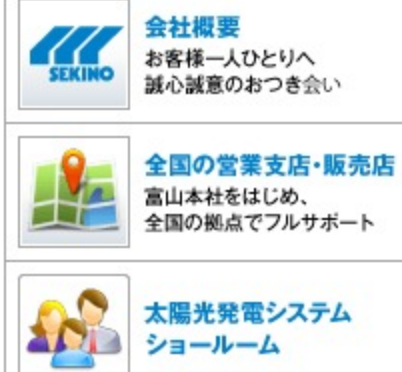 SEKINO
会社概要
お客様一人ひとりへ
誠心誠意のおつき会い
全国の営業支店・販売店
富山本社をはじめ、
全国の拠点でフルサポート
太陽光発電システム
ショールーム